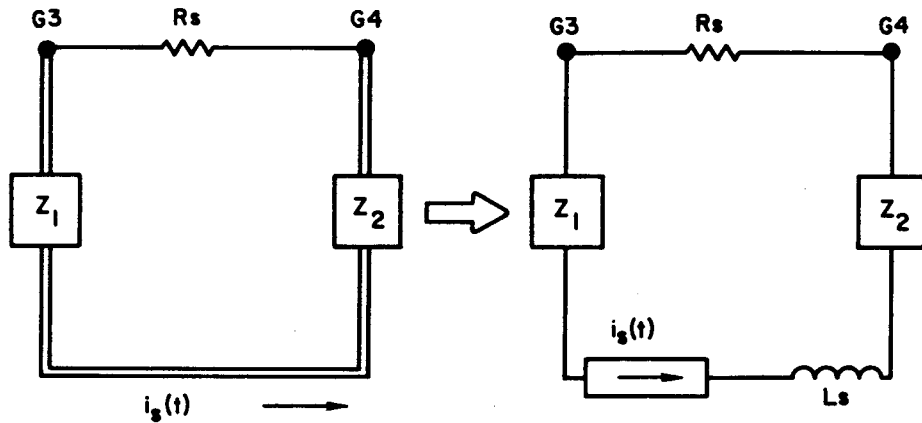 G3 Rs G4
Z1 Z2
is(t)
G3 Rs G4
Z1 Z2
is(t)
Ls